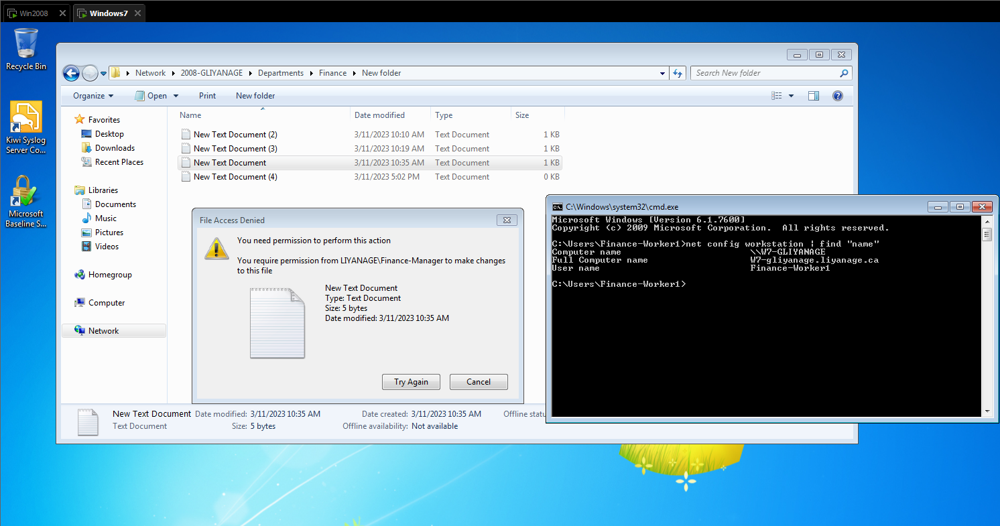 Win2008
Windows7
Recycle Bin
Kiwi Syslog
Server Co...
Microsoft
Baseline S...
Network 2008-GLIYANAGE Departments Finance New folder
Search New folder
Organize Open Print New folder
Name Date modified Type Size
New Text Document (2) 3/11/2023 10:10 AM Text Document 1 KB
New Text Document (3) 3/11/2023 10:19 AM Text Document 1 KB
New Text Document 3/11/2023 10:35 AM Text Document 1 KB
New Text Document (4) 3/11/2023 5:02 PM Text Document 0 KB
Favorites
Desktop
Downloads
Recent Places
Libraries
Documents
Music
Pictures
Videos
Homegroup
Computer
Network
File Access Denied
You need permission to perform this action
You require permission from LIYANAGE\Finance-Manager to make changes
to this file
New Text Document
Type: Text Document
Size: 5 bytes
Date modified: 3/11/2023 10:35 AM
Try Again Cancel
New Text Document Date modified: 3/11/2023 10:35 AM Date created: 3/11/2023 10:35 AM Offline statu
Text Document Size: 5 bytes Offline availability: Not available
C:\Windows\system32\cmd.exe
Microsoft Windows [Version 6.1.7600]
Copyright (c) 2009 Microsoft Corporation.  All rights reserved.
C:\Users\Finance-Worker1>net config workstation | find "name"
Computer name \\W7-GLIYANAGE
Full Computer name W7-gliyanage.liyanage.ca
User name Finance-Worker1
C:\Users\Finance-Worker1>